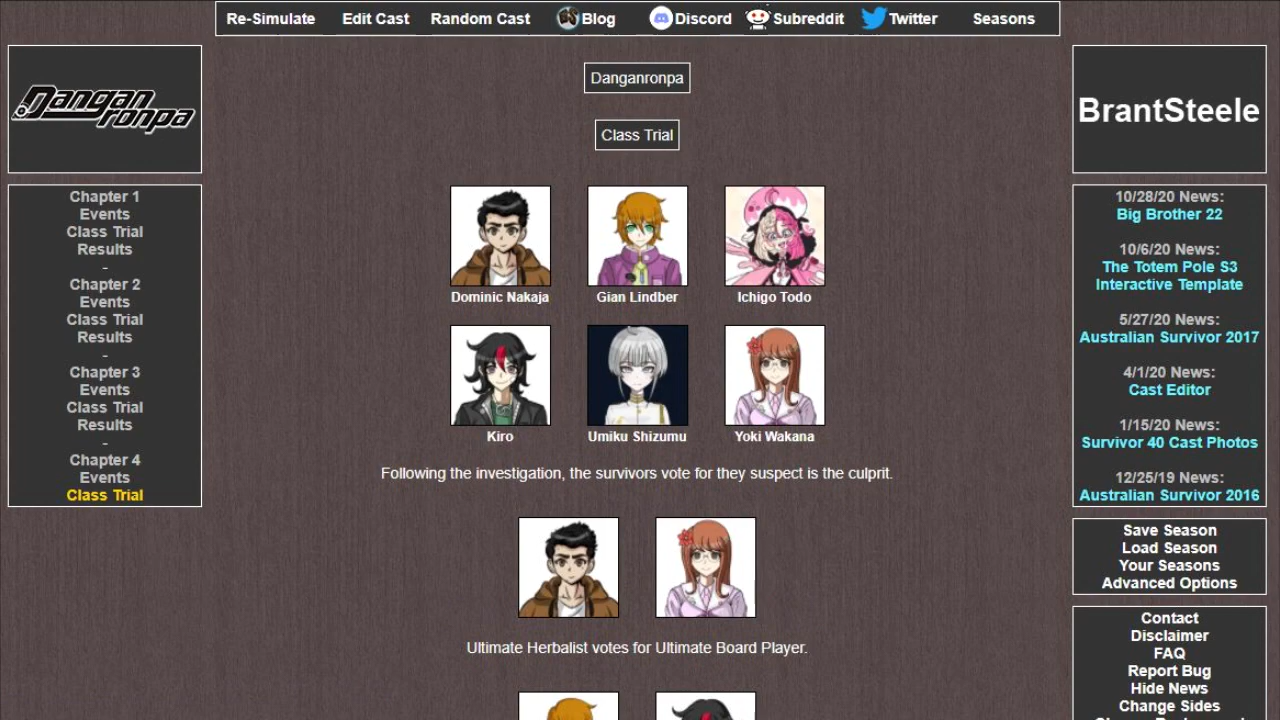 Re-Simulate Edit Cast Random Cast Blog Discord Subreddit Twitter Seasons
Dangan
ronpa
Chapter 1
Events
Class Trial
Results
-
Chapter 2
Events
Class Trial
Results
-
Chapter 3
Events
Class Trial
Results
-
Chapter 4
Events
Class Trial
Danganronpa
Class Trial
Dominic Nakaja Gian Lindber Ichigo Todo
Kiro Umiku Shizumu Yoki Wakana
Following the investigation, the survivors vote for they suspect is the culprit.
Ultimate Herbalist votes for Ultimate Board Player.
BrantSteele
10/28/20 News:
Big Brother 22
10/6/20 News:
The Totem Pole S3
Interactive Template
5/27/20 News:
Australian Survivor 2017
4/1/20 News:
Cast Editor
1/15/20 News:
Survivor 40 Cast Photos
12/25/19 News:
Australian Survivor 2016
Save Season
Load Season
Your Seasons
Advanced Options
Contact
Disclaimer
FAQ
Report Bug
Hide News
Change Sides